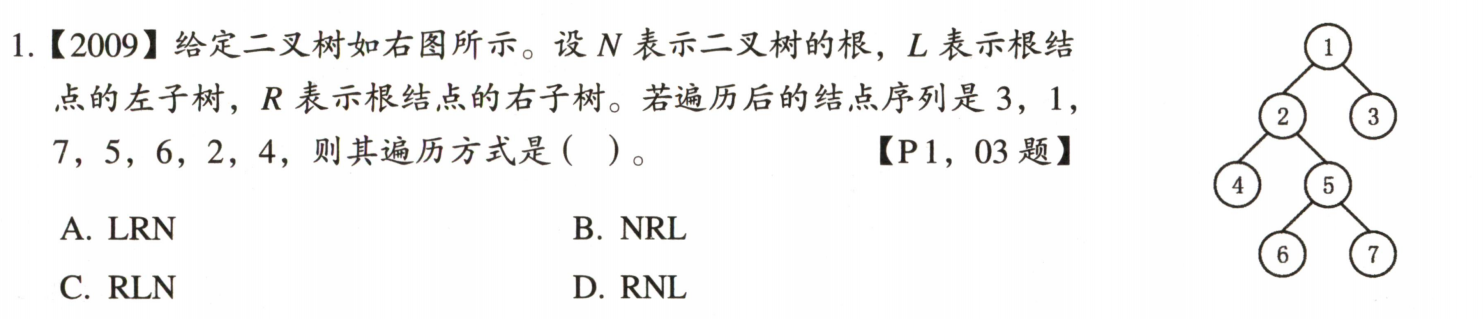 1.【2009】给定二叉树如右图所示。设 N 表示二叉树的根，L 表示根结
点的左子树，R 表示根结点的右子树。若遍历后的结点序列是 3，1，
7，5，6，2，4，则其遍历方式是(  )。 【P1，03 题】
A. LRN B. NRL
C. RLN D. RNL
1
2 3
4 5
6 7